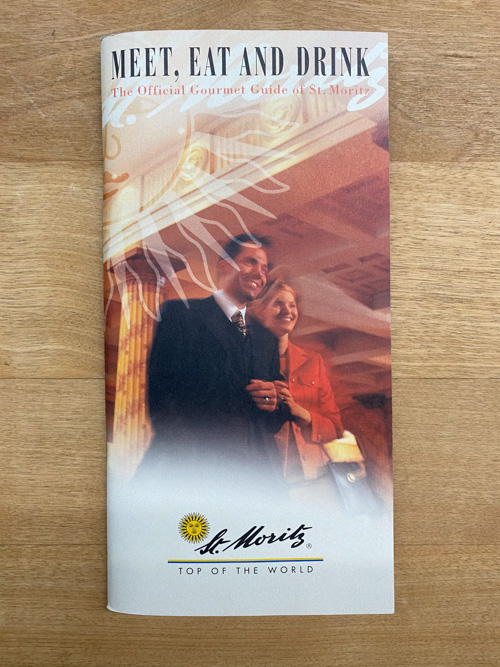 MEET, EAT AND DRINK
The Official Gourmet Guide of St. Moritz
St. Moritz®
TOP OF THE WORLD